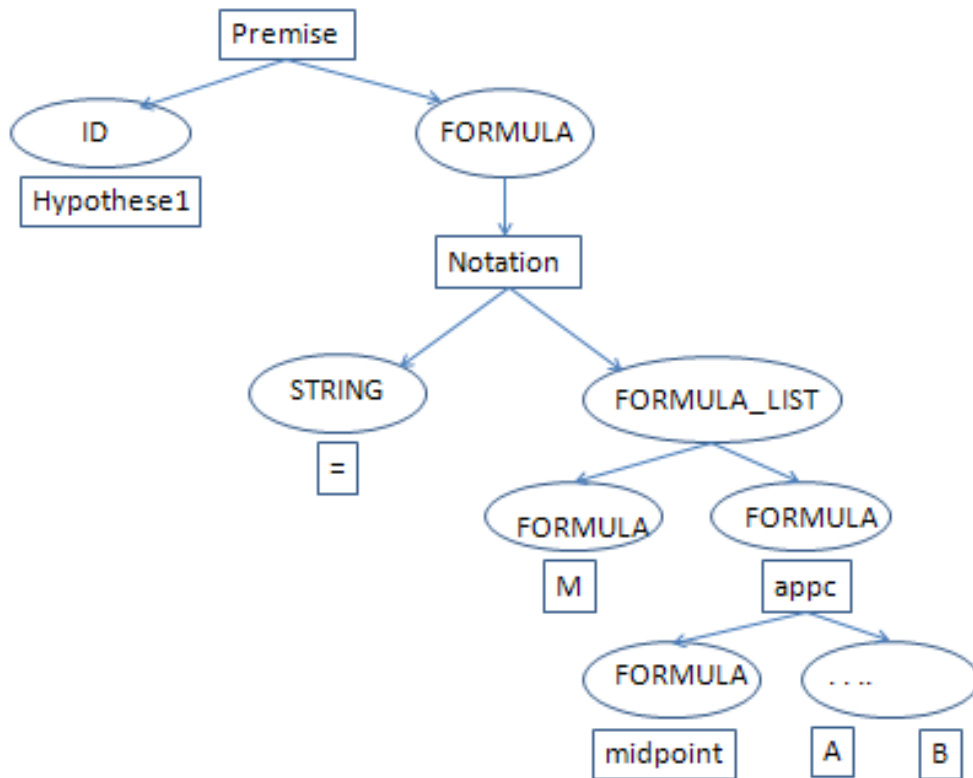 Premise
ID
FORMULA
Hypothese1
Notation
STRING
FORMULA_LIST
=
FORMULA
FORMULA
M
appc
FORMULA
. . ..
midpoint
A
B